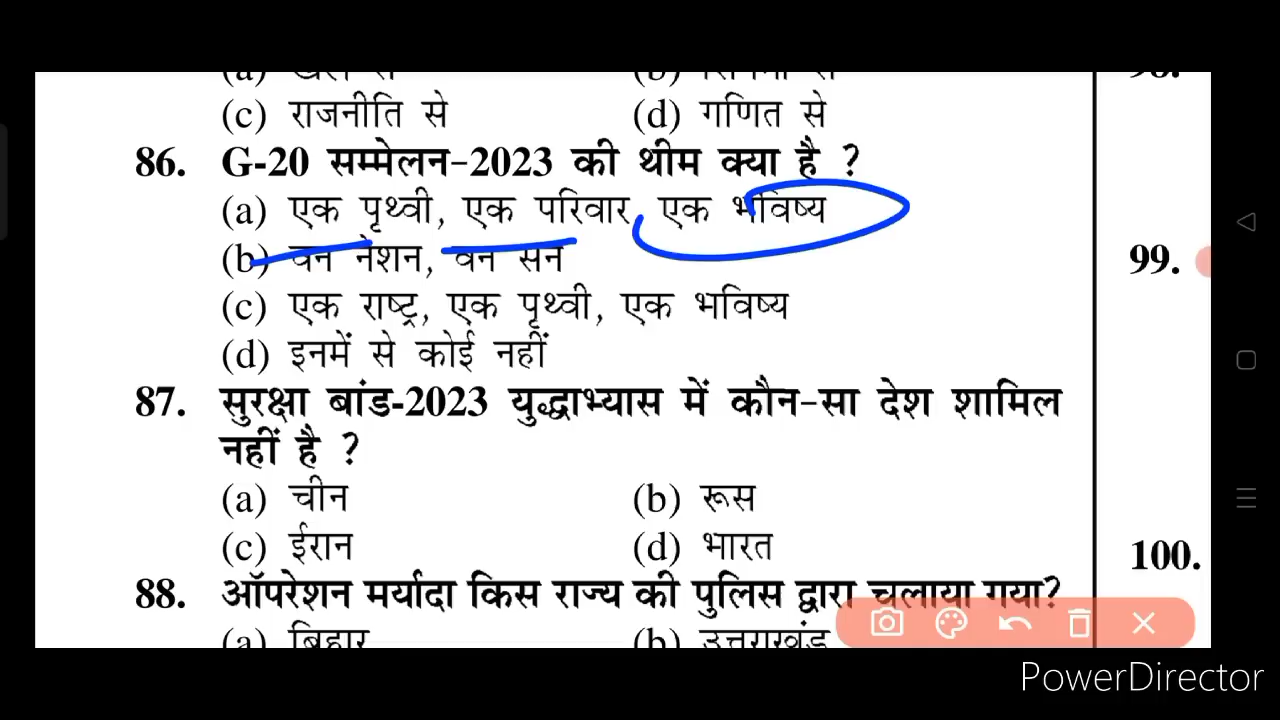 (c) राजनीति से (d) गणित से
86. G-20 सम्मेलन-2023 की थीम क्या है ?
(a) एक पृथ्वी, एक परिवार, एक भविष्य
(b) वन नेशन, वन सन
(c) एक राष्ट्र, एक पृथ्वी, एक भविष्य
(d) इनमें से कोई नहीं
87. सुरक्षा बांड-2023 युद्धाभ्यास में कौन-सा देश शामिल
नहीं है ?
(a) चीन (b) रूस
(c) ईरान (d) भारत
88. ऑपरेशन मर्यादा किस राज्य की पुलिस द्वारा चलाया गया?
(a) बिहार (b) उत्तराखंड
99.
100.
PowerDirector